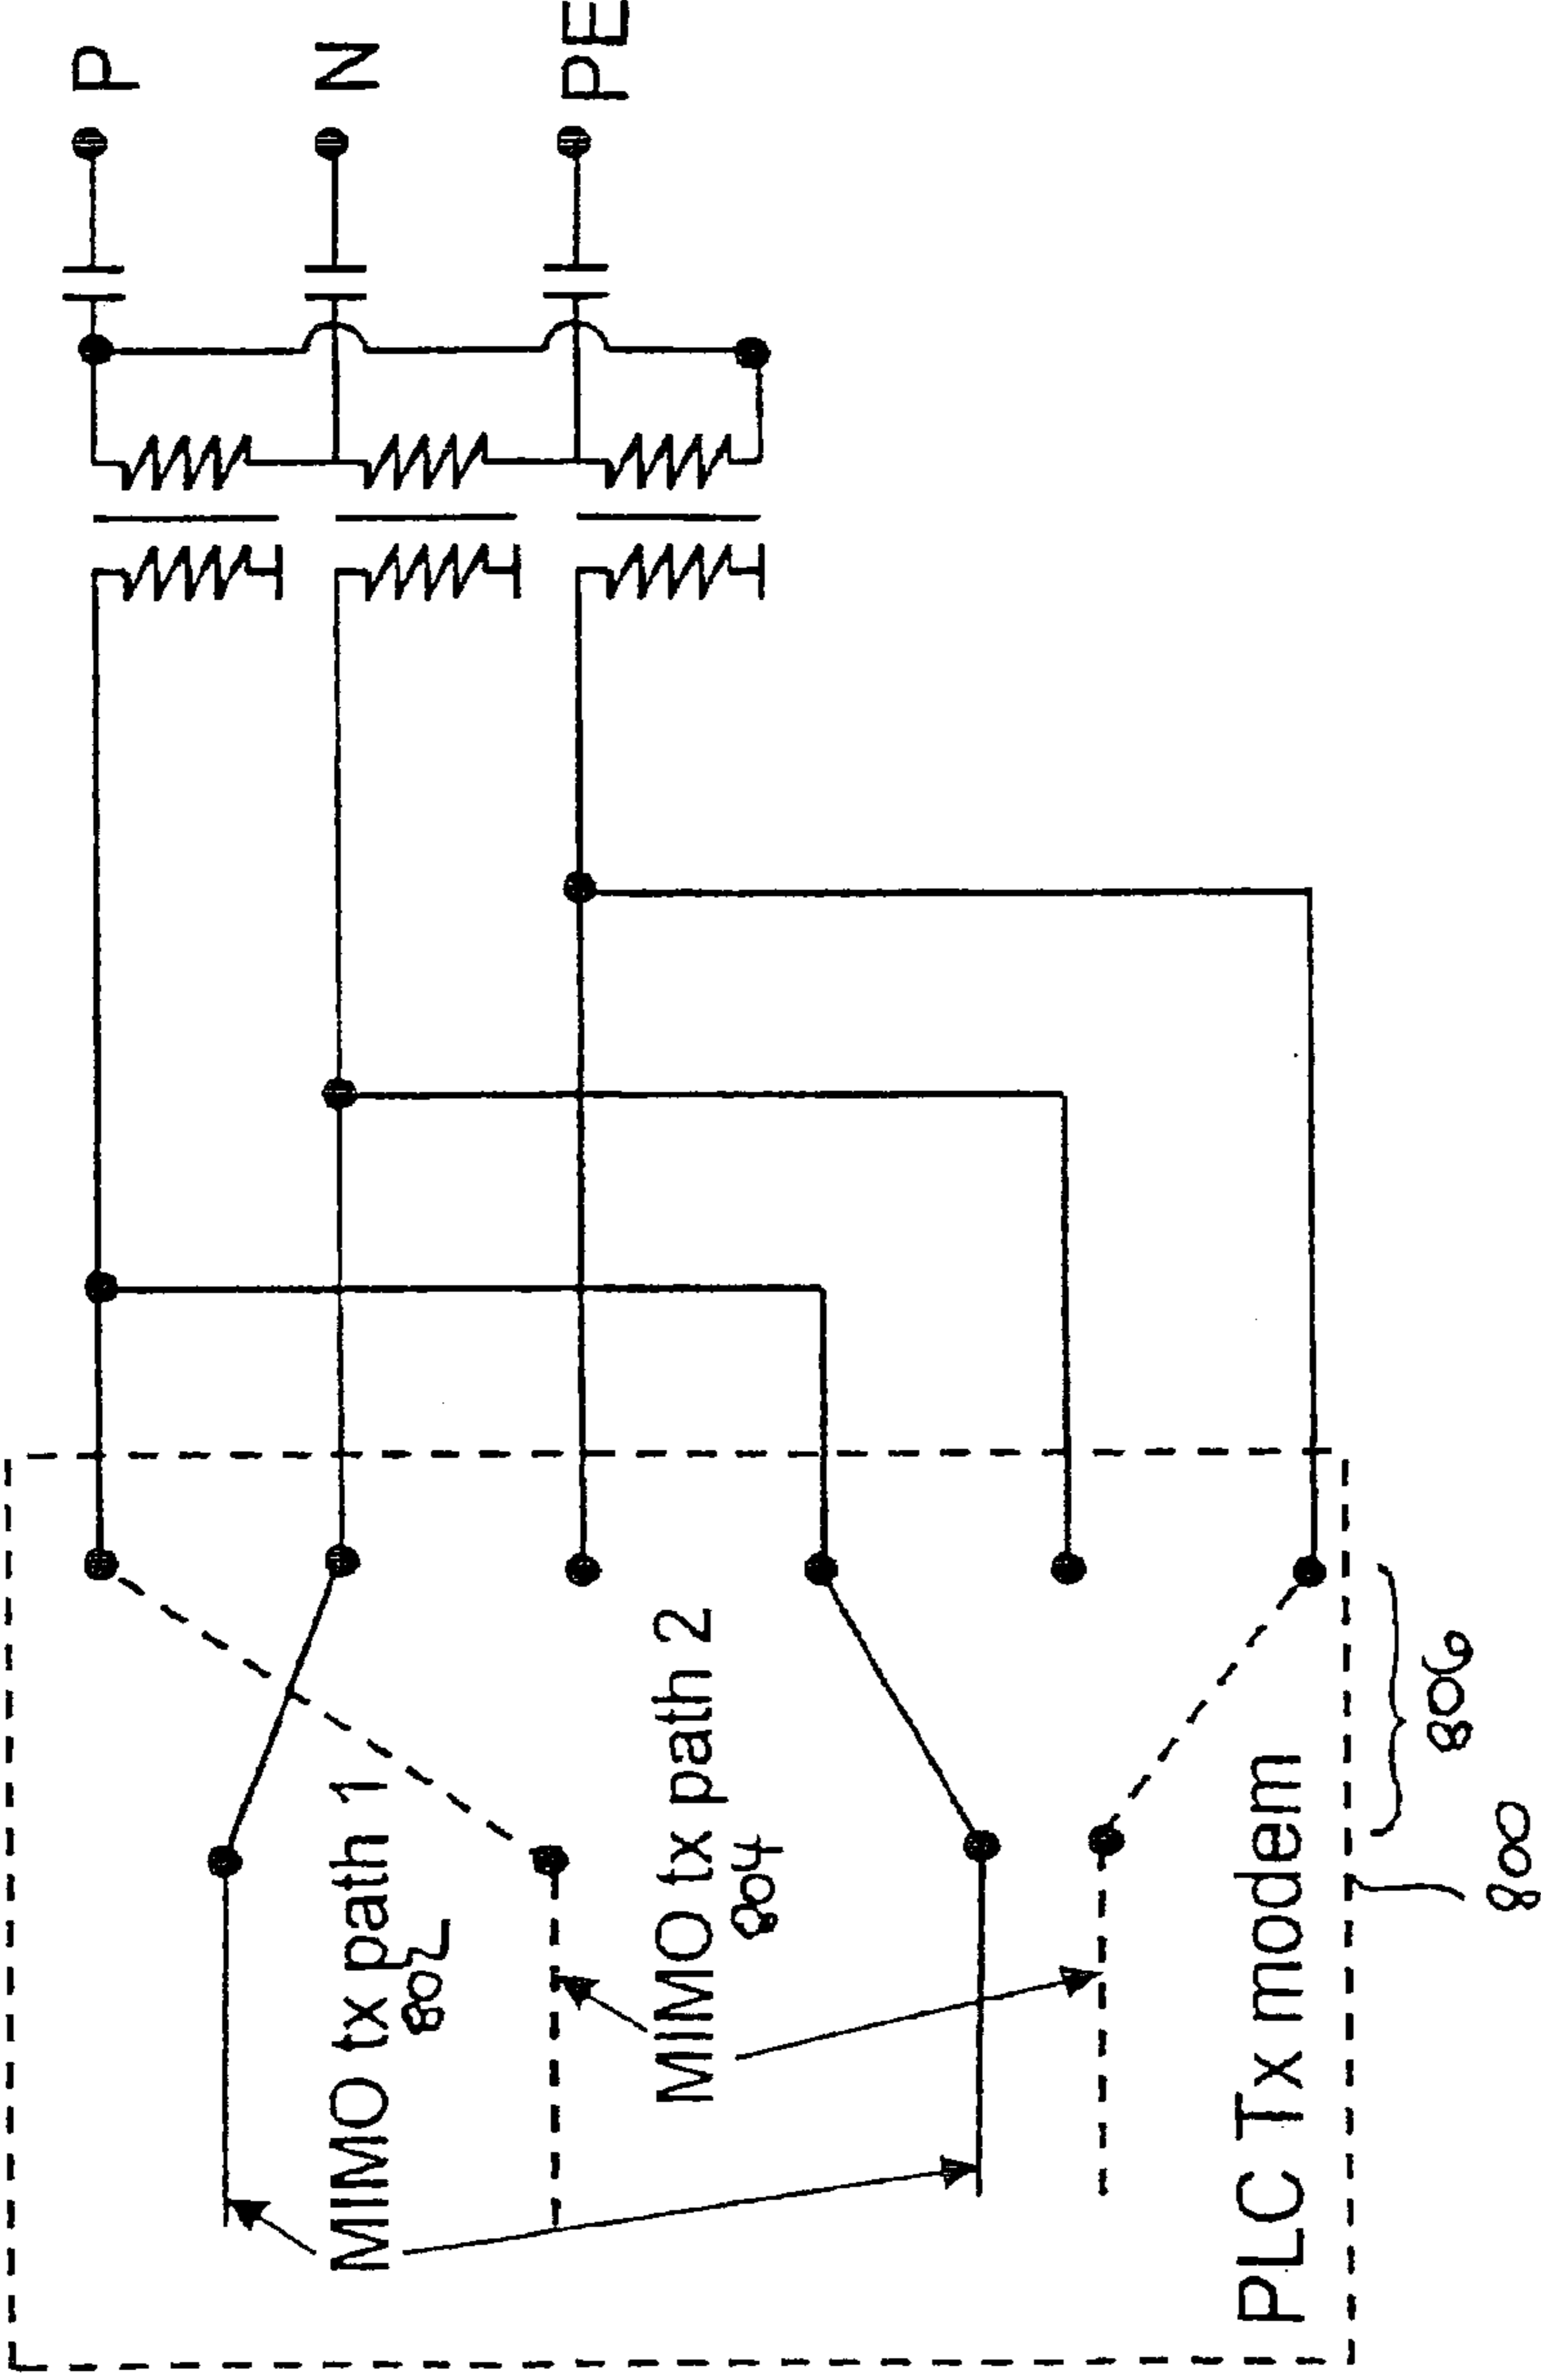 P
N
PE
MIMO tx path 1
802
MIMO tx path 2
804
PLC Tx modem
806
800